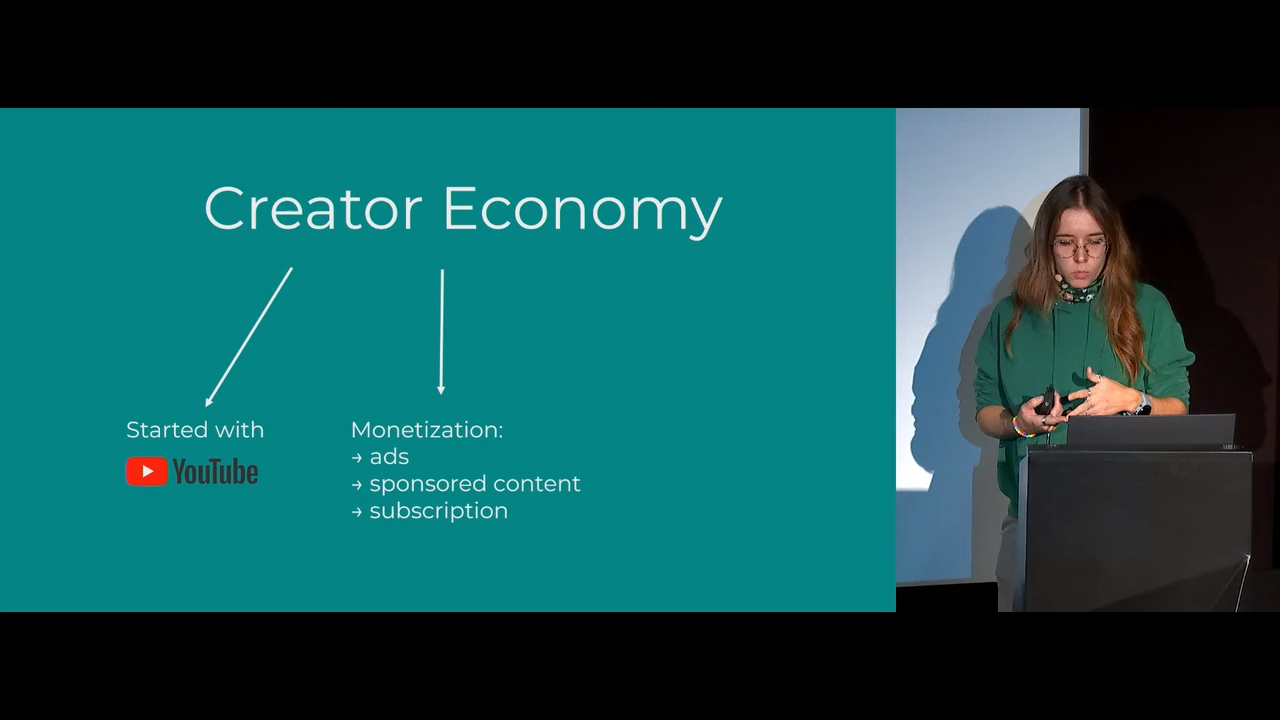 Creator Economy
Started with
YouTube
Monetization:
→ ads
→ sponsored content
→ subscription